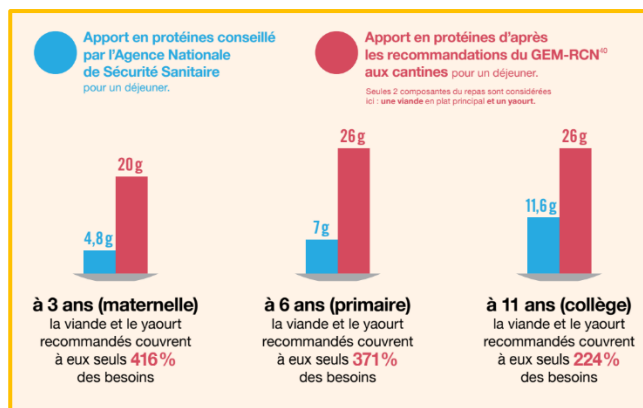 Apport en protéines conseillé
par l'Agence Nationale
de Sécurité Sanitaire
pour un déjeuner.
Apport en protéines d'après
les recommandations du GEM-RCN⁴⁰
aux cantines pour un déjeuner.
Seules 2 composantes du repas sont considérées
ici : une viande en plat principal et un yaourt.
4,8 g
20 g
7 g
26 g
11,6 g
26 g
à 3 ans (maternelle)
la viande et le yaourt
recommandés couvrent
à eux seuls 416 %
des besoins
à 6 ans (primaire)
la viande et le yaourt
recommandés couvrent
à eux seuls 371 %
des besoins
à 11 ans (collège)
la viande et le yaourt
recommandés couvrent
à eux seuls 224 %
des besoins